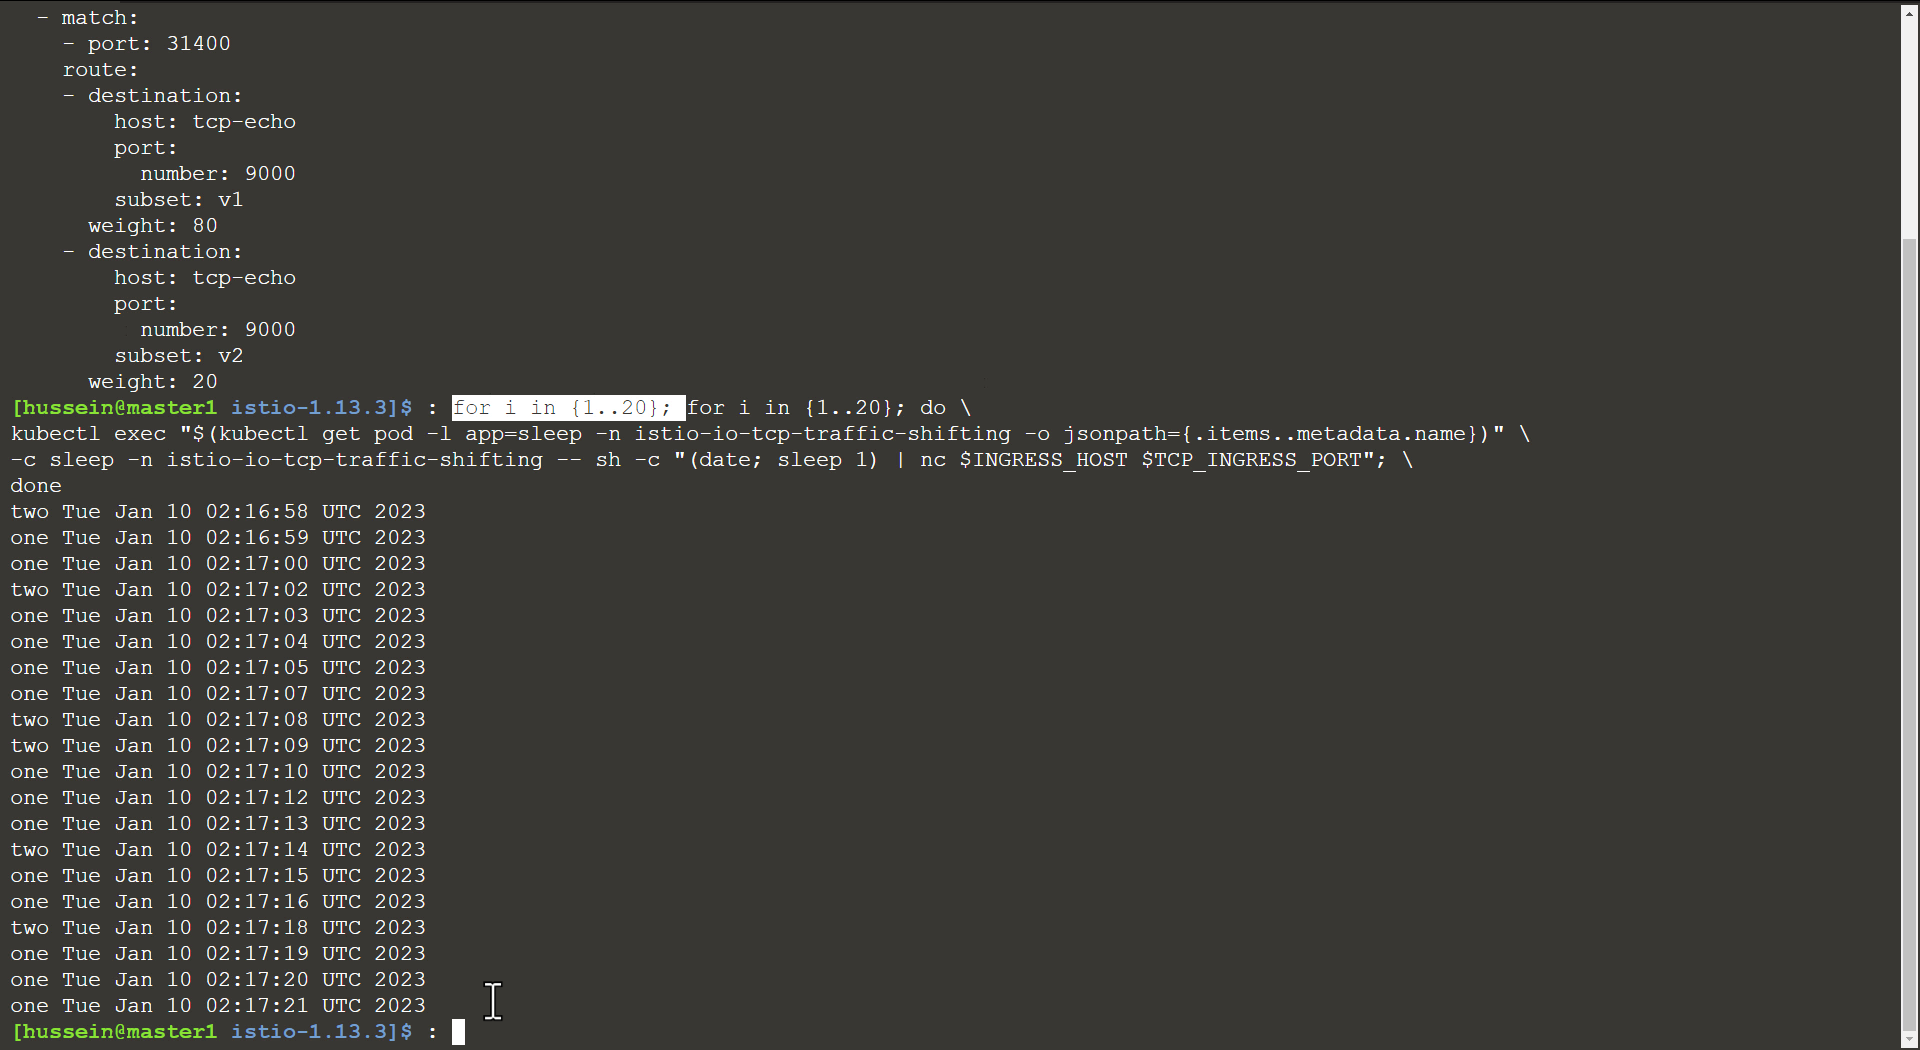 - match:
- port: 31400
route:
- destination:
host: tcp-echo
port:
number: 9000
subset: v1
weight: 80
- destination:
host: tcp-echo
port:
number: 9000
subset: v2
weight: 20
[hussein@master1 istio-1.13.3]$ : for i in {1..20}; for i in {1..20}; do \
kubectl exec "$(kubectl get pod -l app=sleep -n istio-io-tcp-traffic-shifting -o jsonpath={.items..metadata.name})" \
-c sleep -n istio-io-tcp-traffic-shifting -- sh -c "(date; sleep 1) | nc $INGRESS_HOST $TCP_INGRESS_PORT"; \
done
two Tue Jan 10 02:16:58 UTC 2023
one Tue Jan 10 02:16:59 UTC 2023
one Tue Jan 10 02:17:00 UTC 2023
two Tue Jan 10 02:17:02 UTC 2023
one Tue Jan 10 02:17:03 UTC 2023
one Tue Jan 10 02:17:04 UTC 2023
one Tue Jan 10 02:17:05 UTC 2023
one Tue Jan 10 02:17:07 UTC 2023
two Tue Jan 10 02:17:08 UTC 2023
two Tue Jan 10 02:17:09 UTC 2023
one Tue Jan 10 02:17:10 UTC 2023
one Tue Jan 10 02:17:12 UTC 2023
one Tue Jan 10 02:17:13 UTC 2023
two Tue Jan 10 02:17:14 UTC 2023
one Tue Jan 10 02:17:15 UTC 2023
one Tue Jan 10 02:17:16 UTC 2023
two Tue Jan 10 02:17:18 UTC 2023
one Tue Jan 10 02:17:19 UTC 2023
one Tue Jan 10 02:17:20 UTC 2023
one Tue Jan 10 02:17:21 UTC 2023
[hussein@master1 istio-1.13.3]$ :